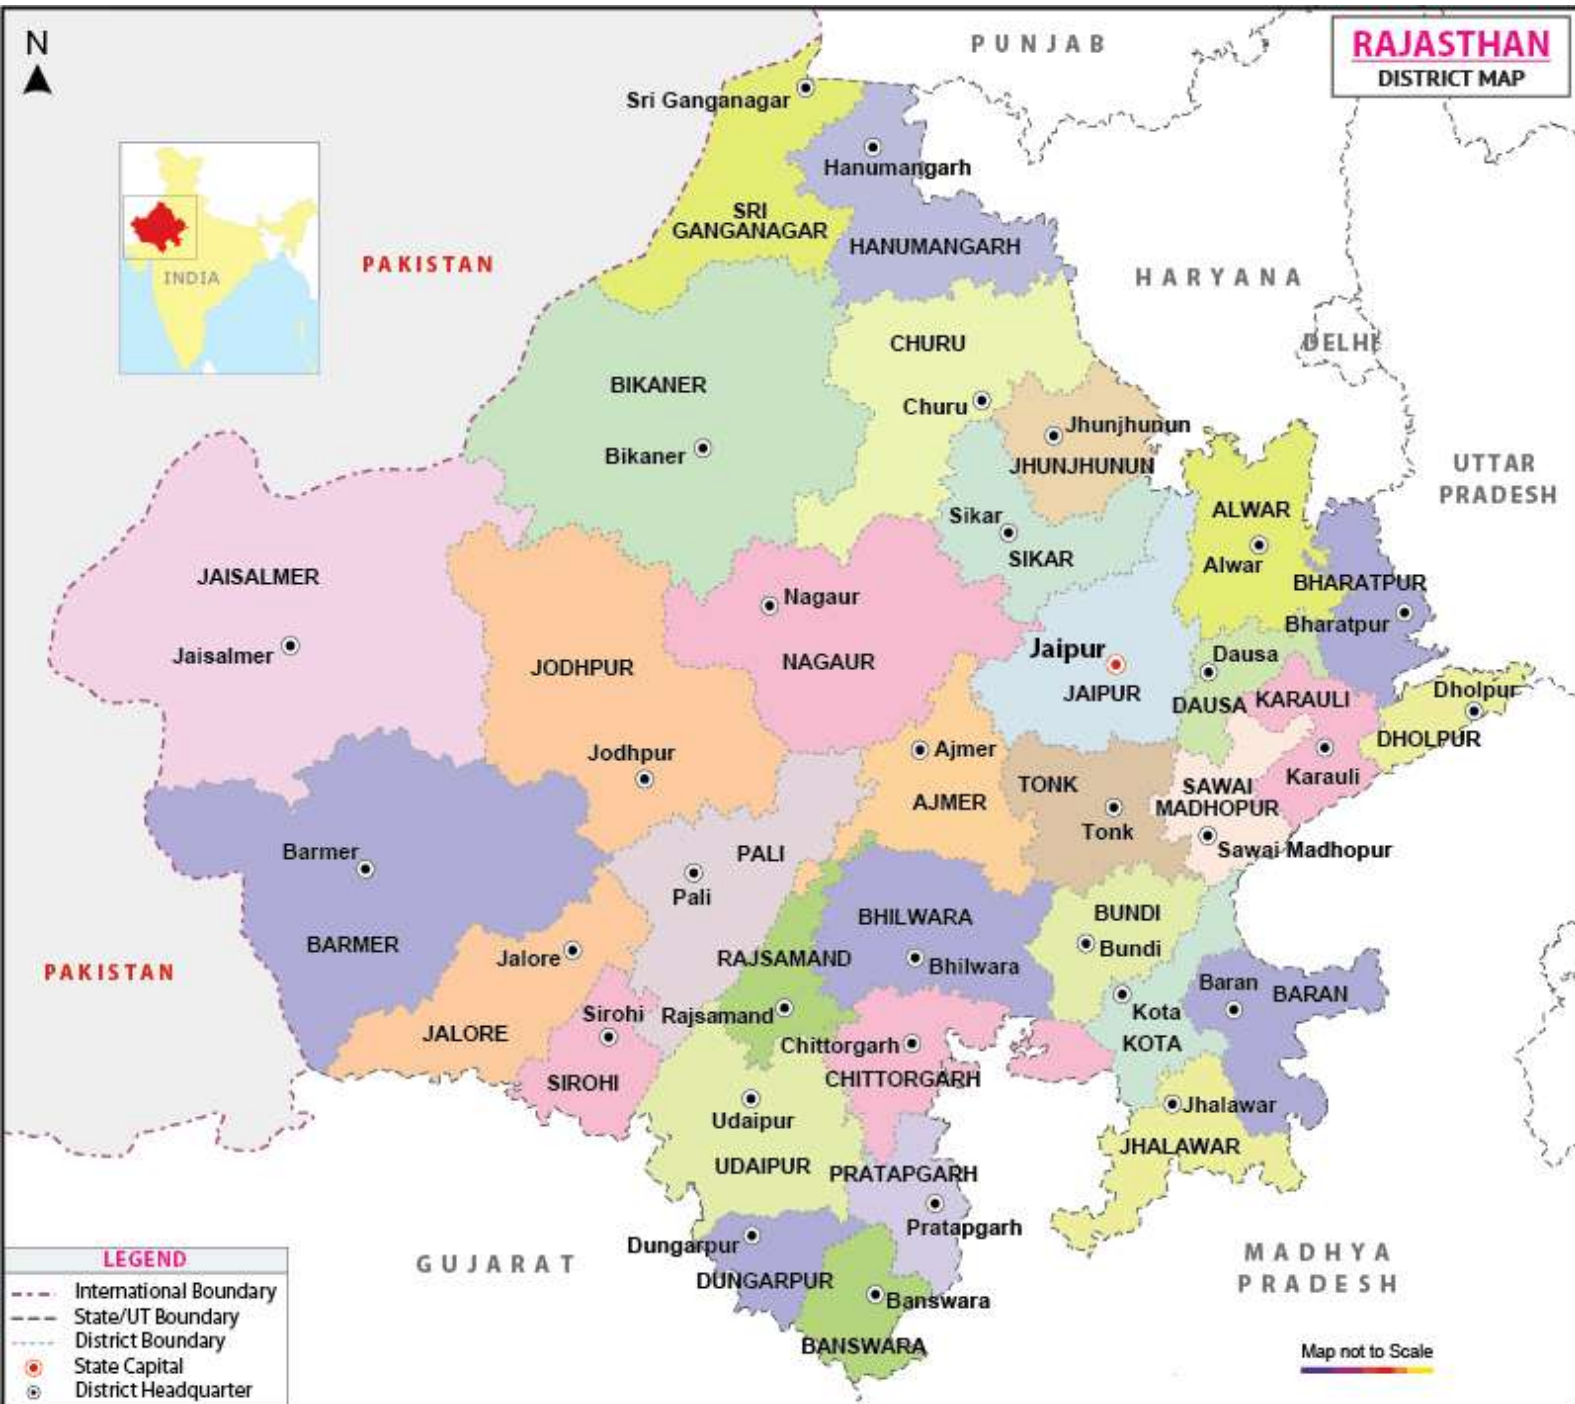 N
PUNJAB
RAJASTHAN
DISTRICT MAP
Sri Ganganagar
Hanumangarh
SRI
GANGANAGAR
HANUMANGARH
PAKISTAN
INDIA
HARYANA
DELHI
CHURU
BIKANER
Churu
Jhunjhunun
Bikaner
JHUNJHUNUN
UTTAR
PRADESH
ALWAR
Sikar
SIKAR
Alwar
JAISALMER
BHARATPUR
Nagaur
Bharatpur
Jaisalmer
Jaipur
Dausa
JODHPUR
NAGAUR
JAIPUR
DAUSA
KARAULI
Dholpur
DHOLPUR
Jodhpur
Ajmer
Karauli
TONK
SAWAI
MADHOPUR
AJMER
Tonk
Sawai Madhopur
Barmer
PALI
Pali
BHILWARA
BUNDI
BARMER
Jalore
RAJSAMAND
Bhilwara
Bundi
PAKISTAN
Baran
BARAN
Sirohi
Rajsamand
Kota
JALORE
Chittorgarh
KOTA
SIROHI
CHITTORGARH
Udaipur
Jhalawar
JHALAWAR
UDAIPUR
PRATAPGARH
Pratapgarh
Dungarpur
GUJARAT
DUNGARPUR
Banswara
BANSWARA
MADHYA
PRADESH
LEGEND
International Boundary
State/UT Boundary
District Boundary
State Capital
District Headquarter
Map not to Scale